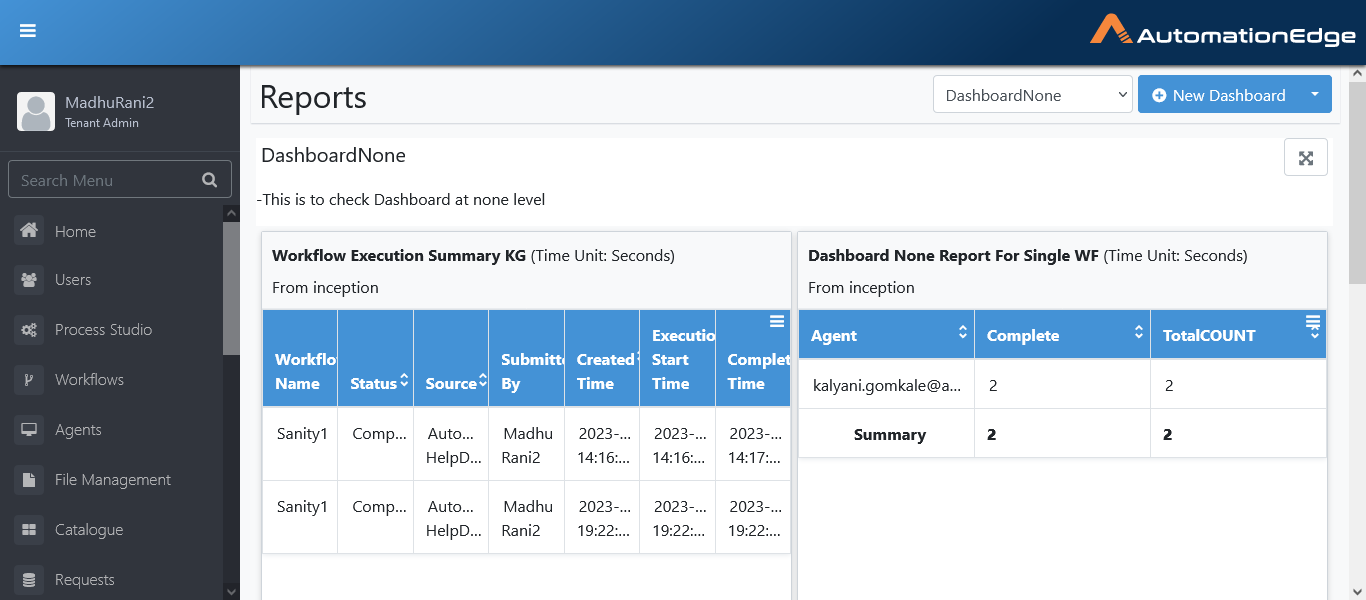 AutomationEdge
MadhuRani2
Tenant Admin
Search Menu
Home
Users
Process Studio
Workflows
Agents
File Management
Catalogue
Requests
Reports
DashboardNone
New Dashboard
DashboardNone
-This is to check Dashboard at none level
Workflow Execution Summary KG (Time Unit: Seconds)
From inception
Workflo
Name
Status
Source
Submitte
By
Created
Time
Executio
Start
Time
Complet
Time
Sanity1
Comp...
Auto...
HelpD...
Madhu
Rani2
2023-...
14:16:...
2023-...
14:16:...
2023-...
14:17:...
Sanity1
Comp...
Auto...
HelpD...
Madhu
Rani2
2023-...
19:22:...
2023-...
19:22:...
2023-...
19:22:...
Dashboard None Report For Single WF (Time Unit: Seconds)
From inception
Agent
Complete
TotalCOUNT
kalyani.gomkale@a...
2
2
Summary
2
2